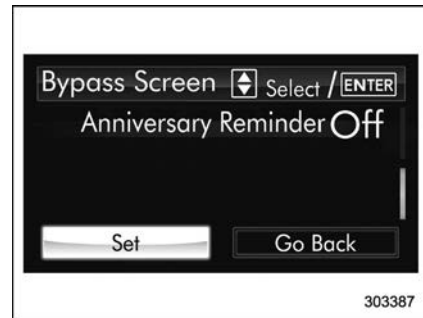 Bypass Screen Select / ENTER
Anniversary Reminder Off
Set Go Back
303387